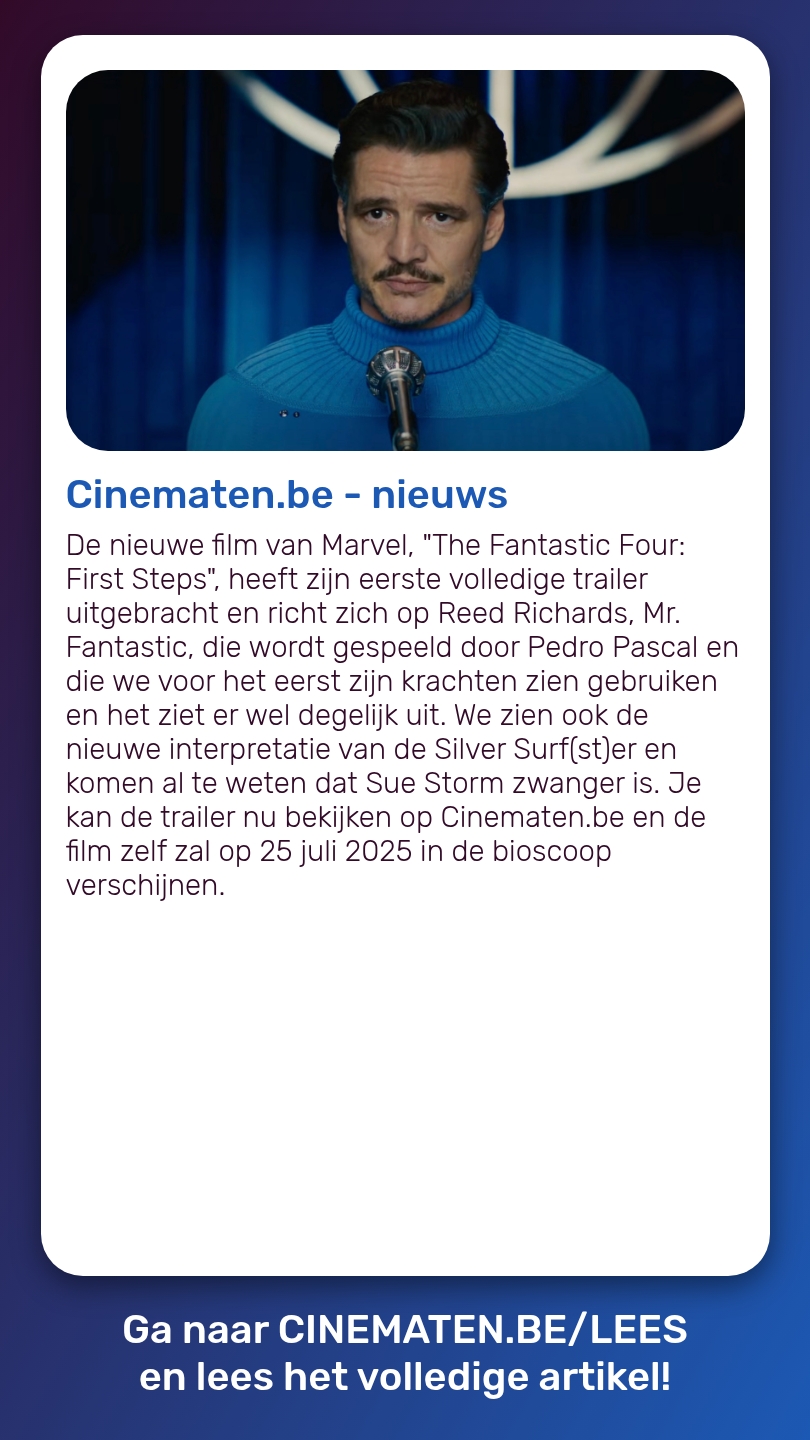 Cinematen.be - nieuws
De nieuwe film van Marvel, "The Fantastic Four:
First Steps", heeft zijn eerste volledige trailer
uitgebracht en richt zich op Reed Richards, Mr.
Fantastic, die wordt gespeeld door Pedro Pascal en
die we voor het eerst zijn krachten zien gebruiken
en het ziet er wel degelijk uit. We zien ook de
nieuwe interpretatie van de Silver Surf(st)er en
komen al te weten dat Sue Storm zwanger is. Je
kan de trailer nu bekijken op Cinematen.be en de
film zelf zal op 25 juli 2025 in de bioscoop
verschijnen.
Ga naar CINEMATEN.BE/LEES
en lees het volledige artikel!